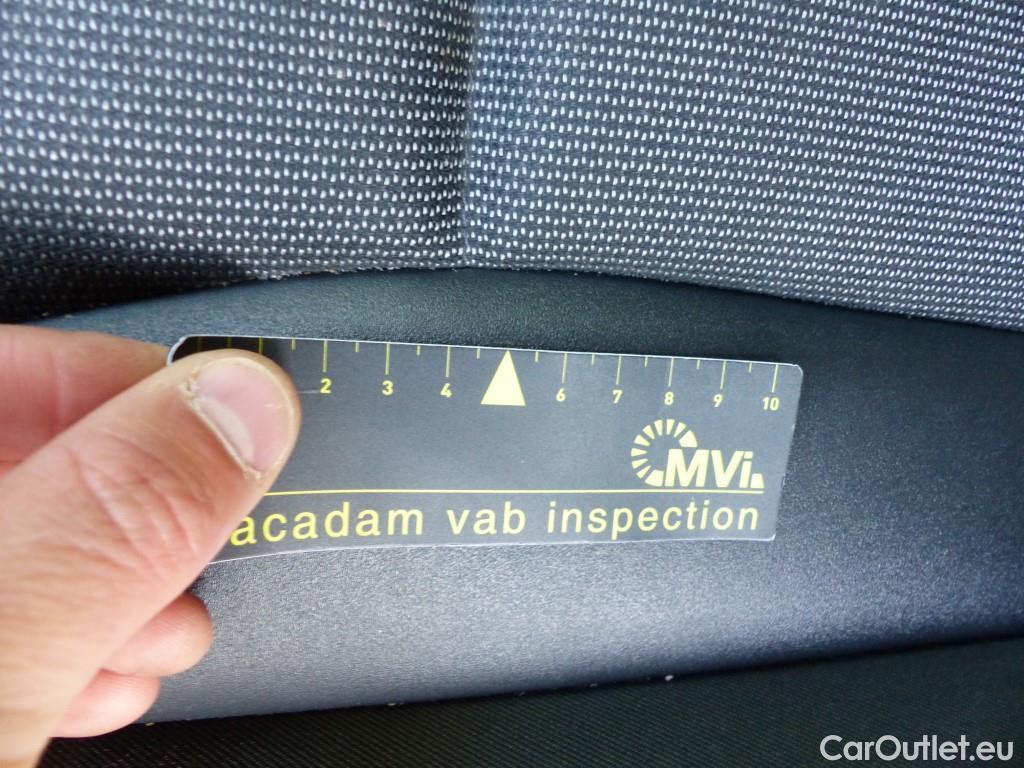 2 3 4 6 7 8 9 10
MVi
acadam vab inspection
CarOutlet.eu